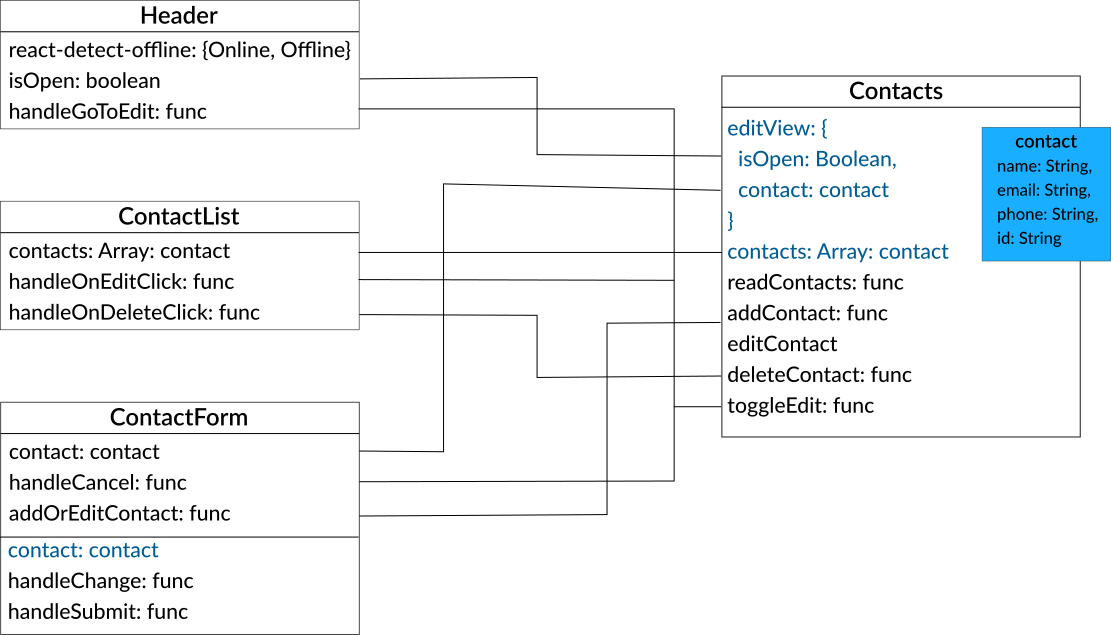 Header
react-detect-offline: {Online, Offline}
isOpen: boolean
handleGoToEdit: func
ContactList
contacts: Array: contact
handleOnEditClick: func
handleOnDeleteClick: func
ContactForm
contact: contact
handleCancel: func
addOrEditContact: func
contact: contact
handleChange: func
handleSubmit: func
Contacts
editView: {
isOpen: Boolean,
contact: contact
}
contacts: Array: contact
readContacts: func
addContact: func
editContact
deleteContact: func
toggleEdit: func
contact
name: String,
email: String,
phone: String,
id: String